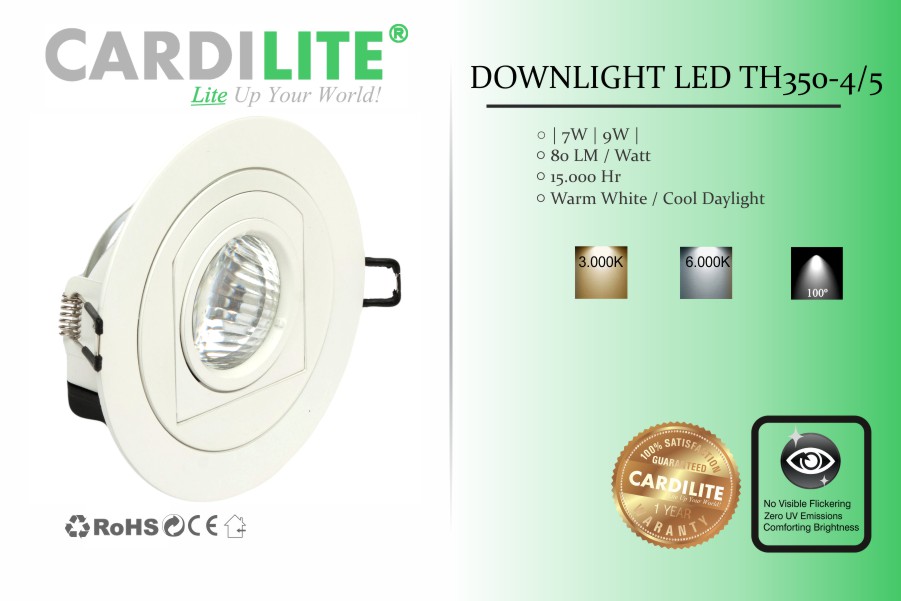 CARDILITE®
Lite Up Your World!
DOWNLIGHT LED TH350-4/5
| 7W | 9W |
80 LM / Watt
15.000 Hr
Warm White / Cool Daylight
3.000K
6.000K
100°
RoHS CE
100% SATISFACTION
GUARANTEED
CARDILITE
Lite Up Your World!
1 YEAR
WARANTY
No Visible Flickering
Zero UV Emissions
Comforting Brightness